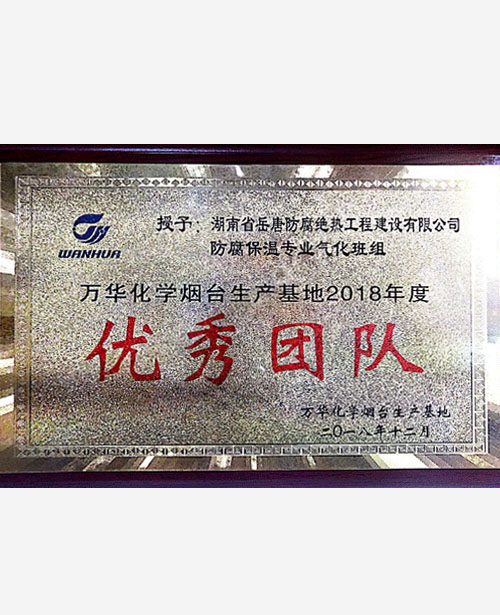 授予：湖南省岳唐防腐绝热工程建设有限公司
WANHUA
防腐保温专业气化班组
万华化学烟台生产基地2018年度
优秀团队
万华化学烟台生产基地
二〇一八年十二月